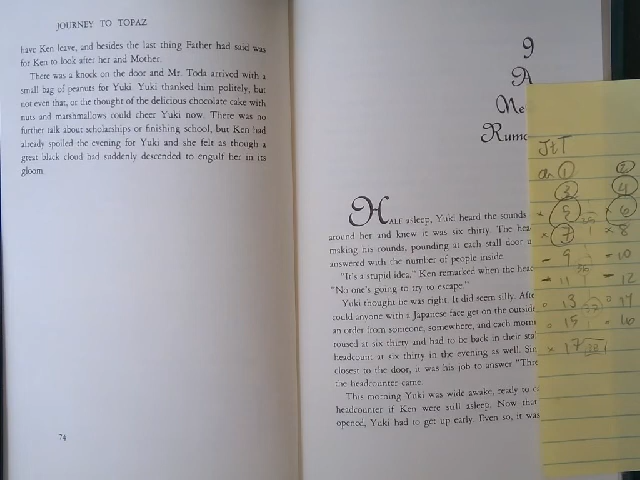 JOURNEY TO TOPAZ
have Ken leave, and besides the last thing Father had said was
for Ken to look after her and Mother.
There was a knock on the door and Mr. Toda arrived with a
small bag of peanuts for Yuki. Yuki thanked him politely, but
not even that, or the thought of the delicious chocolate cake with
nuts and marshmallows could cheer Yuki now. There was no
further talk about scholarships or finishing school, but Ken had
already spoiled the evening for Yuki and she felt as though a
great black cloud had suddenly descended to engulf her in its
gloom.
74
9
A
Ne
Rumo
HALF asleep, Yuki heard the sounds
around her and knew it was six thirty. The hea
making his rounds, pounding at each stall door
answered with the number of people inside.
"It's a stupid idea," Ken remarked when the head
"No one's going to try to escape."
Yuki thought he was right. It did seem silly. Afte
could anyone with a Japanese face get on the outsid
an order from someone, somewhere, and each morn
roused at six thirty and had to be back in their stal
headcount at six thirty in the evening as well. Sin
closest to the door, it was his job to answer "Thre
the headcounter came.
This morning Yuki was wide awake, ready to c
headcounter if Ken were still asleep. Now that
opened, Yuki had to get up early. Even so, it was
JtT
ch 1 2
3 4
x 5 x 6
x 7 x 8
- 9 - 10
- 11 - 12
o 13 o 14
o 15 o 16
x 17